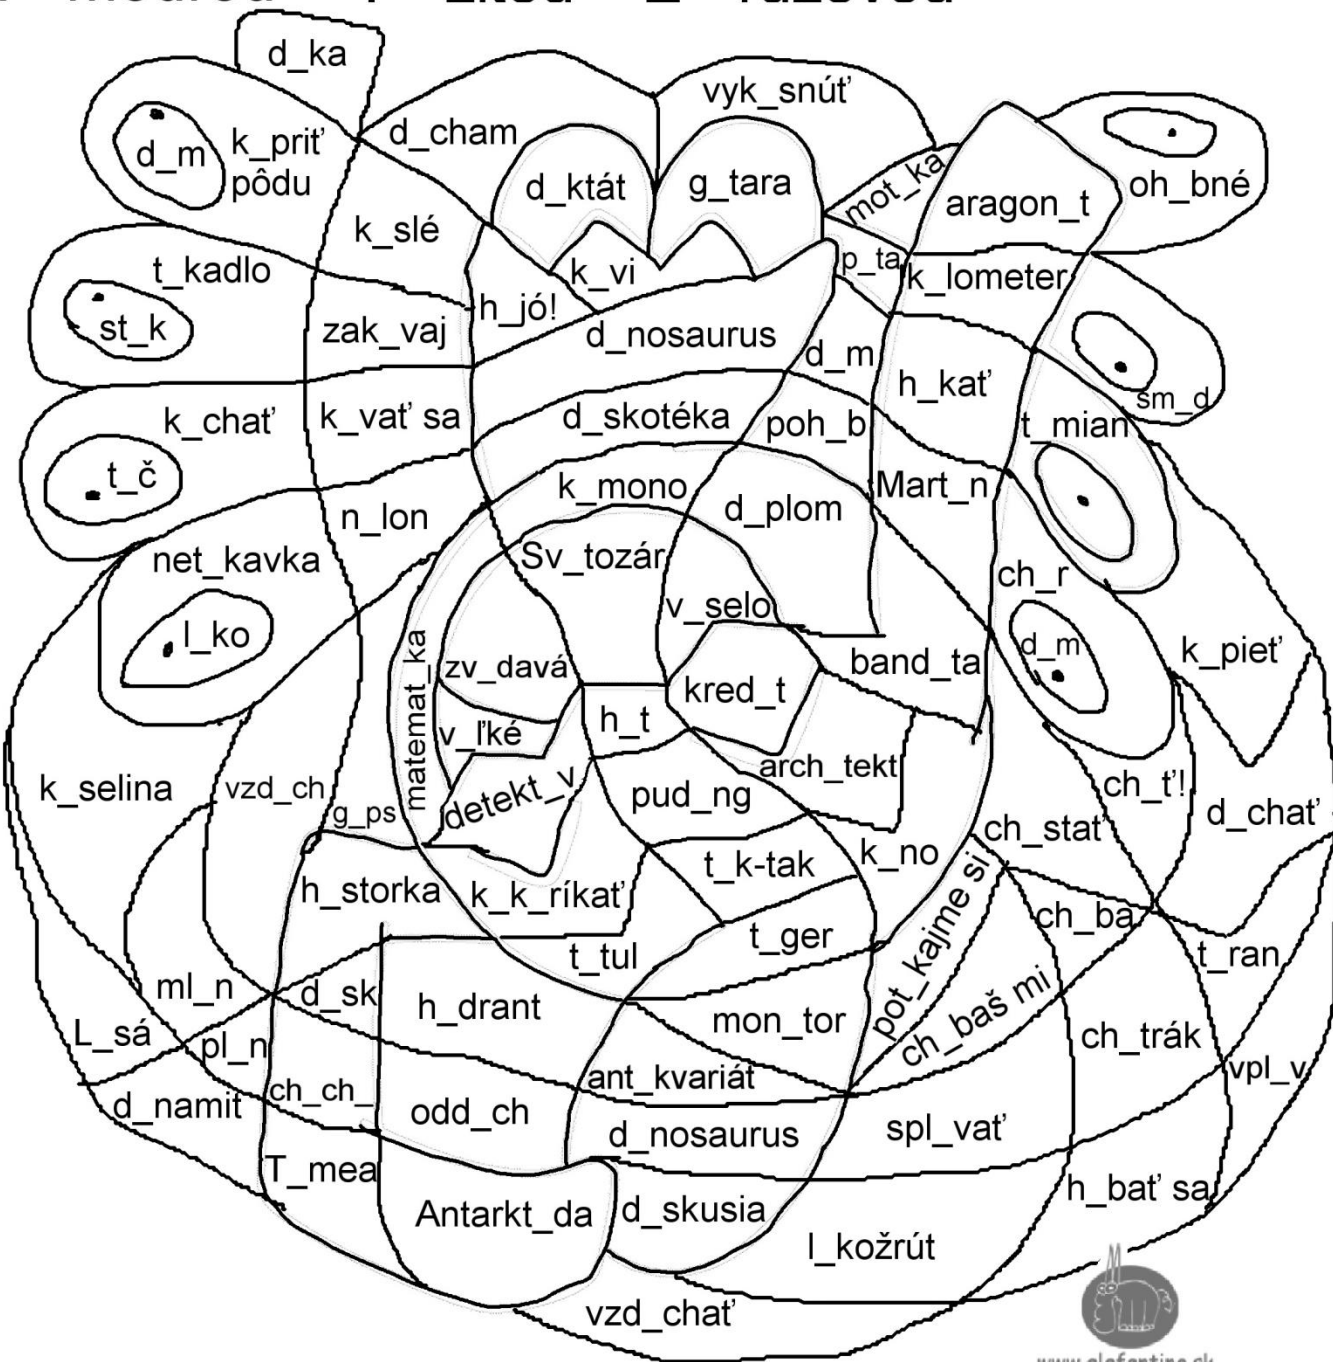 d_ka
vyk_snúť
d_cham
d_m
k_priť
pôdu
d_ktát
g_tara
mot_ka
aragon_t
oh_bné
k_slé
t_kadlo
k_vi
p_ta
k_lometer
st_k
zak_vaj
h_jó!
d_nosaurus
d_m
h_kať
sm_d
k_chať
k_vať sa
d_skotéka
poh_b
t_mian
t_č
n_lon
k_mono
d_plom
Mart_n
net_kavka
Sv_tozár
ch_r
l_ko
v_selo
matemat_ka
zv_davá
kred_t
band_ta
d_m
k_pieť
v_ľké
h_t
k_selina
vzd_ch
g_ps
detekt_v
pud_ng
arch_tekt
ch_ť!
d_chať
h_storka
k_k_ríkať
t_k-tak
k_no
ch_stať
pot_kajme si
ch_ba
t_tul
t_ger
t_ran
ml_n
d_sk
h_drant
mon_tor
ch_baš mi
ch_trák
L_sá
pl_n
ant_kvariát
vpl_v
d_namit
ch_ch_
odd_ch
d_nosaurus
spl_vať
T_mea
Antarkt_da
d_skusia
h_bať sa
l_kožrút
vzd_chať